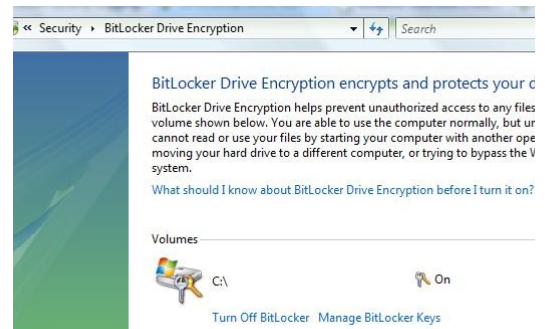 « Security ▸ BitLocker Drive Encryption Search
BitLocker Drive Encryption encrypts and protects your
BitLocker Drive Encryption helps prevent unauthorized access to any files
volume shown below. You are able to use the computer normally, but
cannot read or use your files by starting your computer with another
moving your hard drive to a different computer, or trying to bypass the
system.
What should I know about BitLocker Drive Encryption before I turn it on?
Volumes
C:\ On
Turn Off BitLocker Manage BitLocker Keys